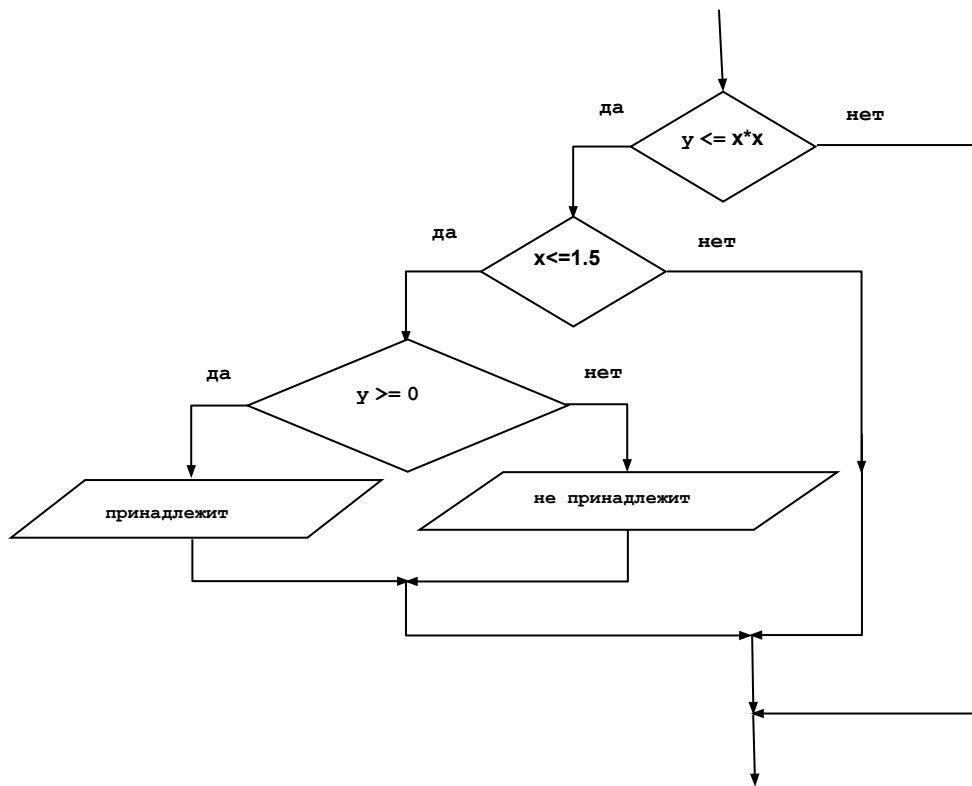 да
нет
y <= x*x
да
нет
x<=1.5
да
нет
y >= 0
принадлежит
не принадлежит